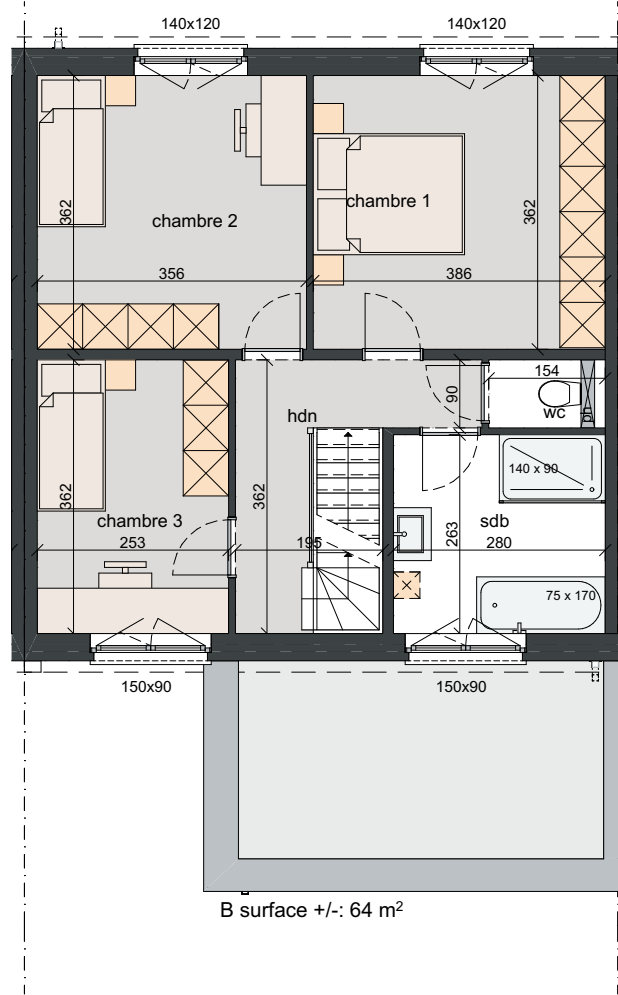 140x120
140x120
362
chambre 2
chambre 1
362
356
386
154
90
wc
ph
hdn
362
chambre 3
253
362
195
140 x 90
sdb
263
280
75 x 170
150x90
150x90
B surface +/-: 64 m²